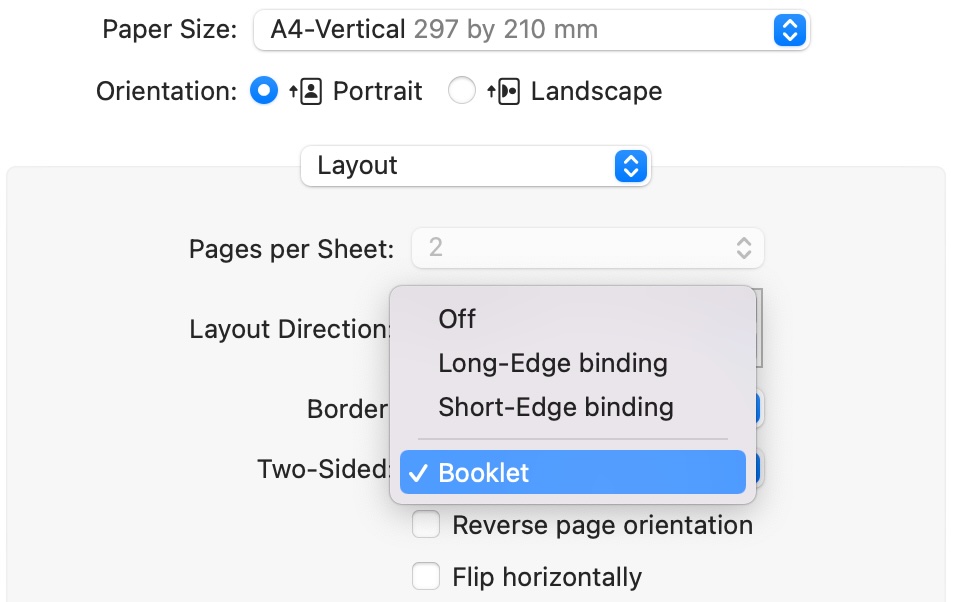 Paper Size: A4-Vertical 297 by 210 mm
Orientation: Portrait Landscape
Layout
Pages per Sheet: 2
Layout Direction:
Off
Long-Edge binding
Short-Edge binding
Border
Two-Sided: ✓ Booklet
Reverse page orientation
Flip horizontally